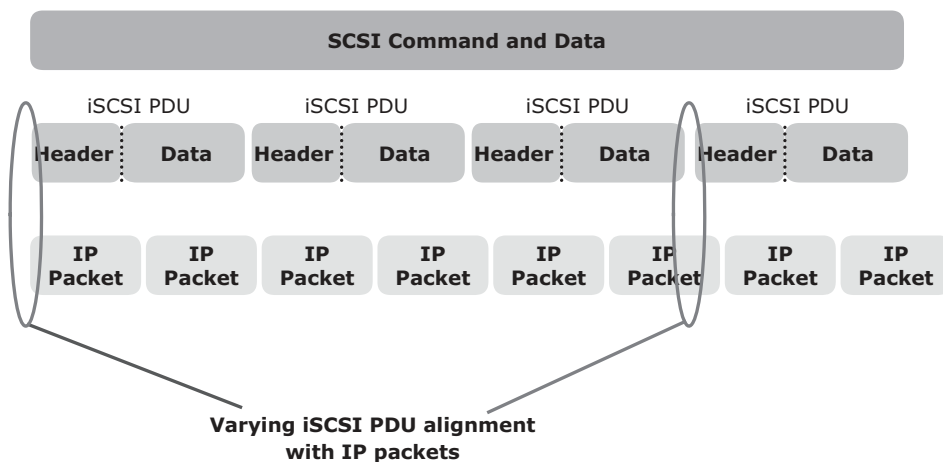 SCSI Command and Data
iSCSI PDU iSCSI PDU iSCSI PDU iSCSI PDU
Header Data Header Data Header Data Header Data
IP IP IP IP IP IP IP IP
Packet Packet Packet Packet Packet Packet Packet Packet
Varying iSCSI PDU alignment
with IP packets